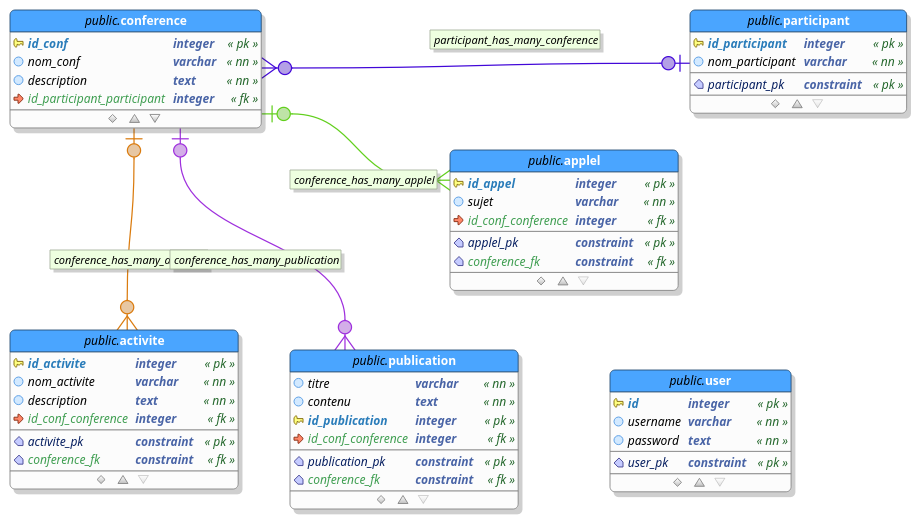 public.conference
id_conf integer « pk »
nom_conf varchar « nn »
description text « nn »
id_participant_participant integer « fk »
participant_has_many_conference
public.participant
id_participant integer « pk »
nom_participant varchar « nn »
participant_pk constraint « pk »
conference_has_many_applel
public.applel
id_appel integer « pk »
sujet varchar « nn »
id_conf_conference integer « fk »
applel_pk constraint « pk »
conference_fk constraint « fk »
conference_has_many_a
conference_has_many_publication
public.activite
id_activite integer « pk »
nom_activite varchar « nn »
description text « nn »
id_conf_conference integer « fk »
activite_pk constraint « pk »
conference_fk constraint « fk »
public.publication
titre varchar « nn »
contenu text « nn »
id_publication integer « pk »
id_conf_conference integer « fk »
publication_pk constraint « pk »
conference_fk constraint « fk »
public.user
id integer « pk »
username varchar « nn »
password text « nn »
user_pk constraint « pk »